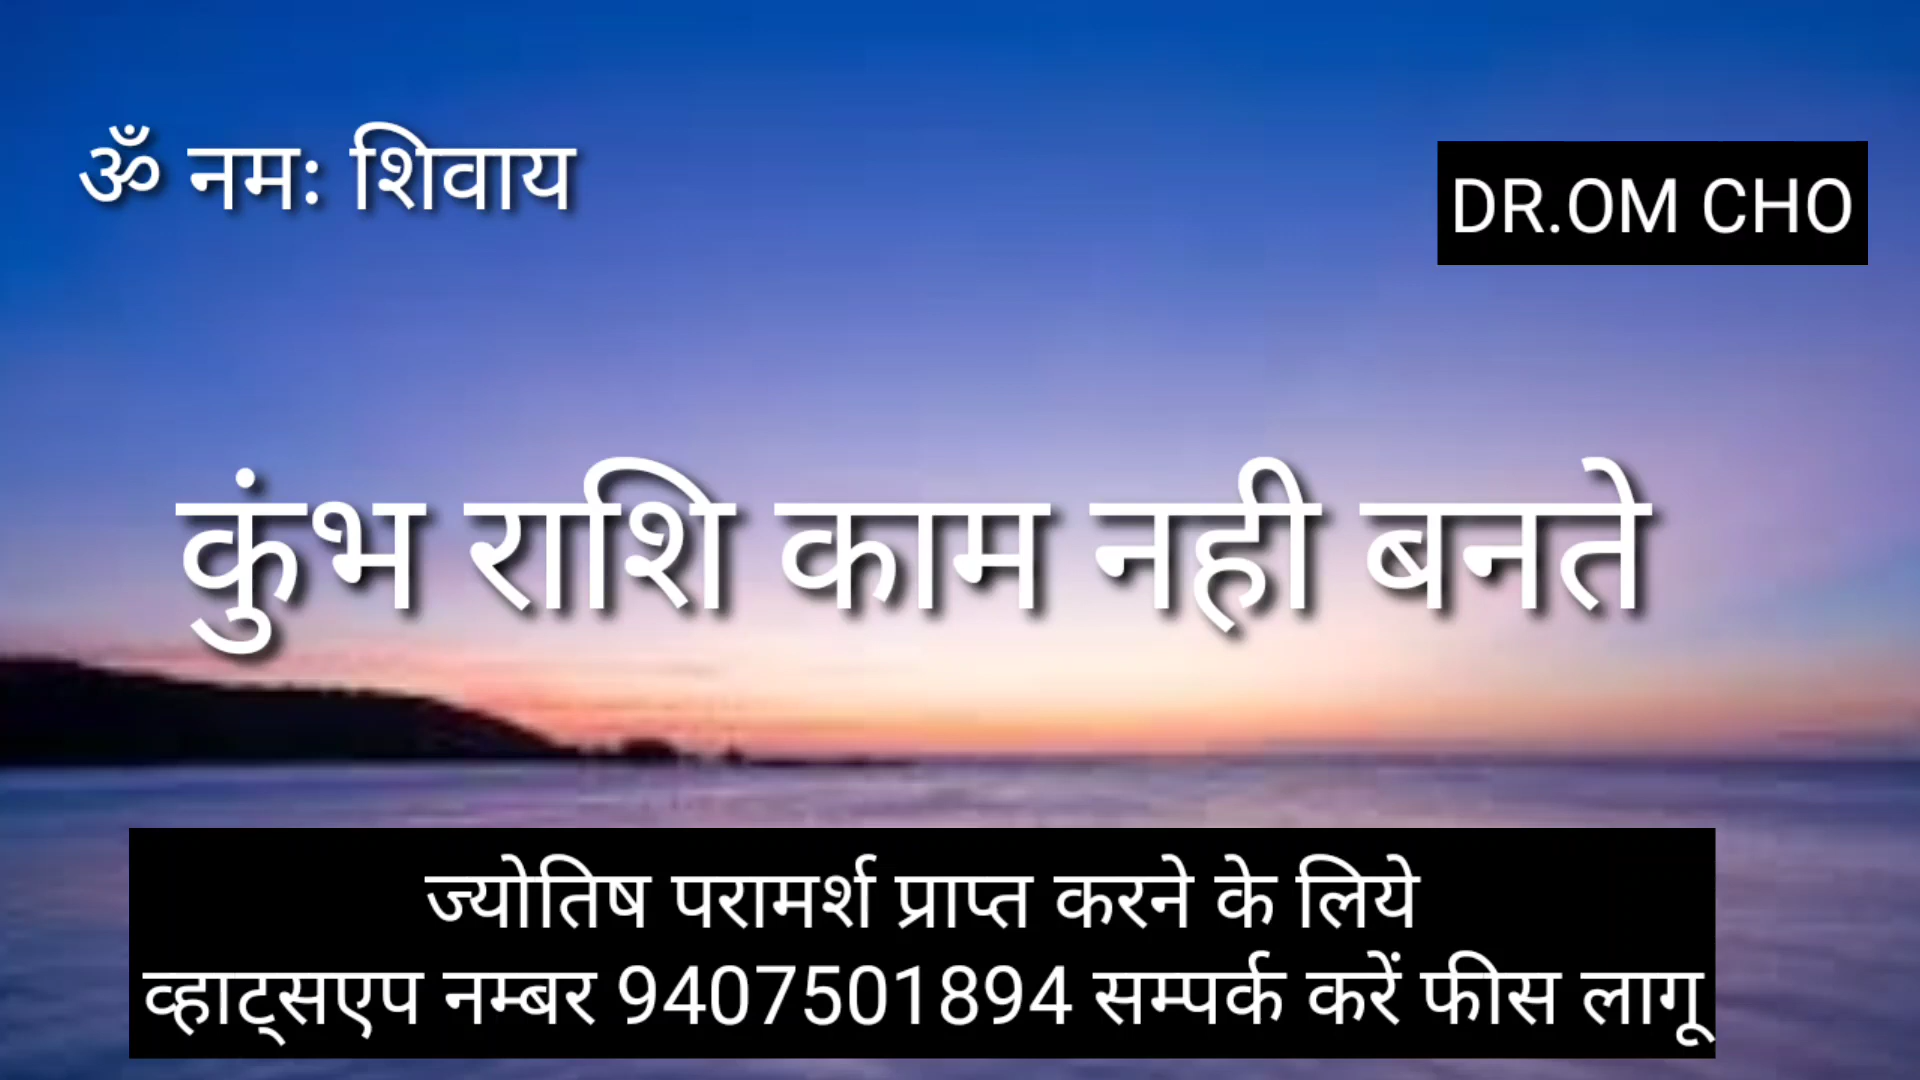 ॐ नमः शिवाय
DR.OM CHO
कुंभ राशि काम नही बनते
ज्योतिष परामर्श प्राप्त करने के लिये
व्हाट्सएप नम्बर 9407501894 सम्पर्क करें फीस लागू